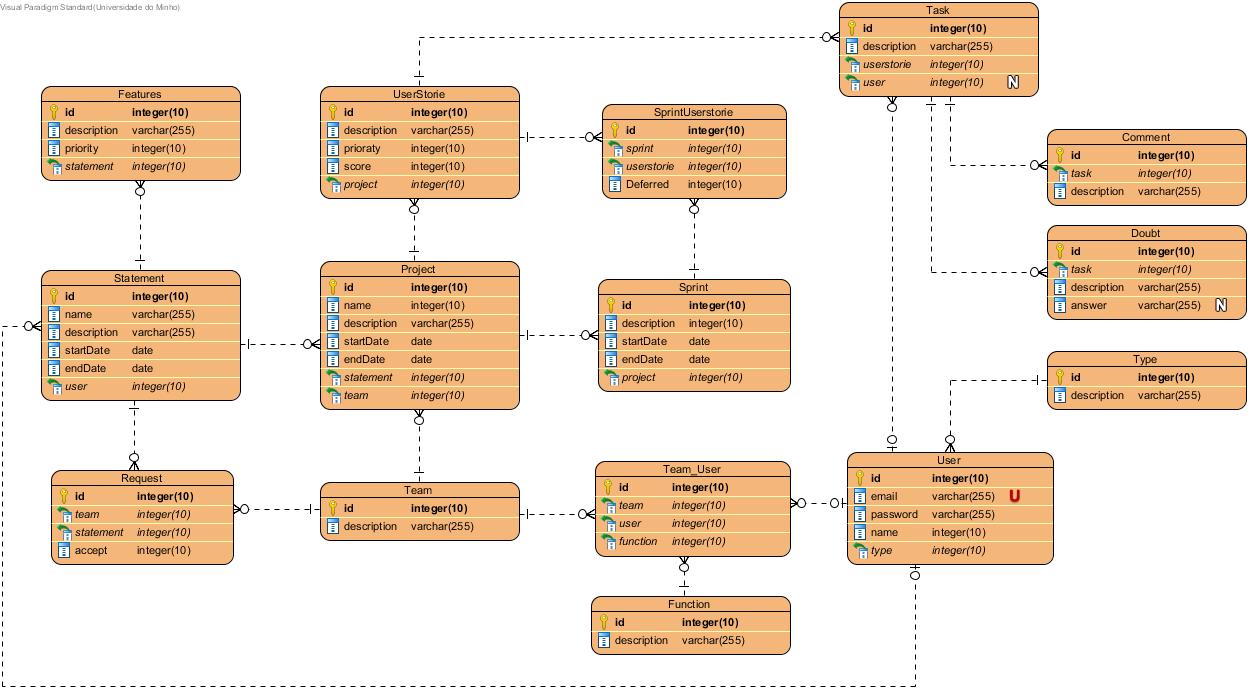 Visual Paradigm Standard(Universidade do Minho)
Task
id integer(10)
description varchar(255)
userstorie integer(10)
user integer(10) N
Features
id integer(10)
description varchar(255)
priority integer(10)
statement integer(10)
UserStorie
id integer(10)
description varchar(255)
prioraty integer(10)
score integer(10)
project integer(10)
SprintUserstorie
id integer(10)
sprint integer(10)
userstorie integer(10)
Deferred integer(10)
Comment
id integer(10)
task integer(10)
description varchar(255)
Doubt
id integer(10)
task integer(10)
description varchar(255)
answer varchar(255) N
Statement
id integer(10)
name varchar(255)
description varchar(255)
startDate date
endDate date
user integer(10)
Project
id integer(10)
name integer(10)
description varchar(255)
startDate date
endDate date
statement integer(10)
team integer(10)
Sprint
id integer(10)
description integer(10)
startDate date
endDate date
project integer(10)
Type
id integer(10)
description varchar(255)
Request
id integer(10)
team integer(10)
statement integer(10)
accept integer(10)
Team
id integer(10)
description varchar(255)
Team_User
id integer(10)
team integer(10)
user integer(10)
function integer(10)
User
id integer(10)
email varchar(255) U
password varchar(255)
name integer(10)
type integer(10)
Function
id integer(10)
description varchar(255)